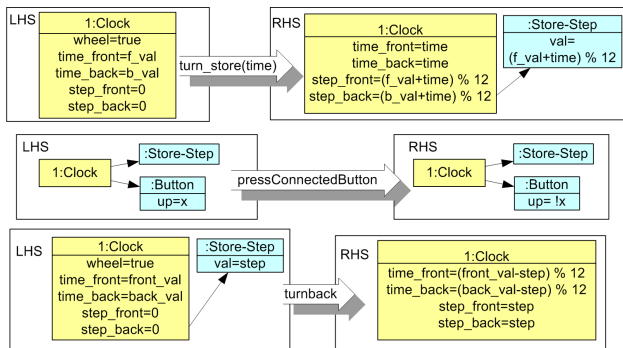 LHS
1:Clock
wheel=true
time_front=f_val
time_back=b_val
step_front=0
step_back=0
turn_store(time)
RHS
1:Clock
time_front=time
time_back=time
step_front=(f_val+time) % 12
step_back=(b_val+time) % 12
:Store-Step
val=
(f_val+time) % 12
LHS
1:Clock
:Store-Step
:Button
up=x
pressConnectedButton
RHS
1:Clock
:Store-Step
:Button
up= !x
LHS
1:Clock
wheel=true
time_front=front_val
time_back=back_val
step_front=0
step_back=0
:Store-Step
val=step
turnback
RHS
1:Clock
time_front=(front_val-step) % 12
time_back=(back_val-step) % 12
step_front=step
step_back=step